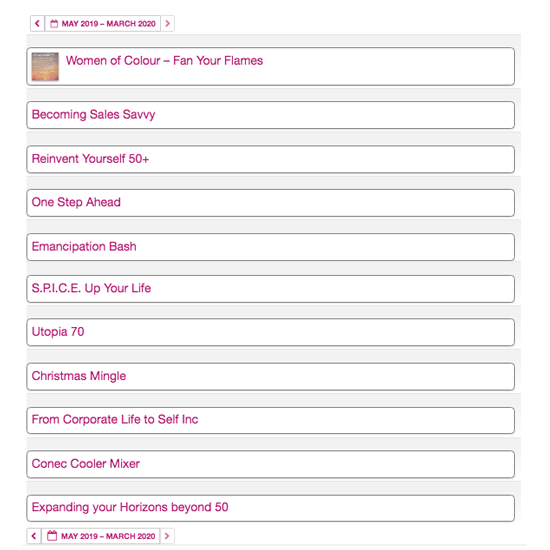 MAY 2019 – MARCH 2020
Women of Colour – Fan Your Flames
Becoming Sales Savvy
Reinvent Yourself 50+
One Step Ahead
Emancipation Bash
S.P.I.C.E. Up Your Life
Utopia 70
Christmas Mingle
From Corporate Life to Self Inc
Conec Cooler Mixer
Expanding your Horizons beyond 50
MAY 2019 – MARCH 2020